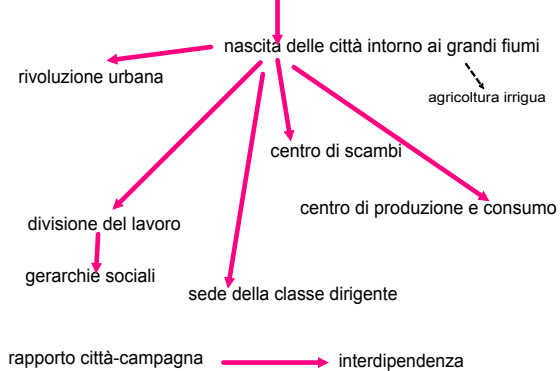 nascita delle città intorno ai grandi fiumi
rivoluzione urbana
agricoltura irrigua
centro di scambi
centro di produzione e consumo
divisione del lavoro
gerarchie sociali
sede della classe dirigente
rapporto città-campagna
interdipendenza